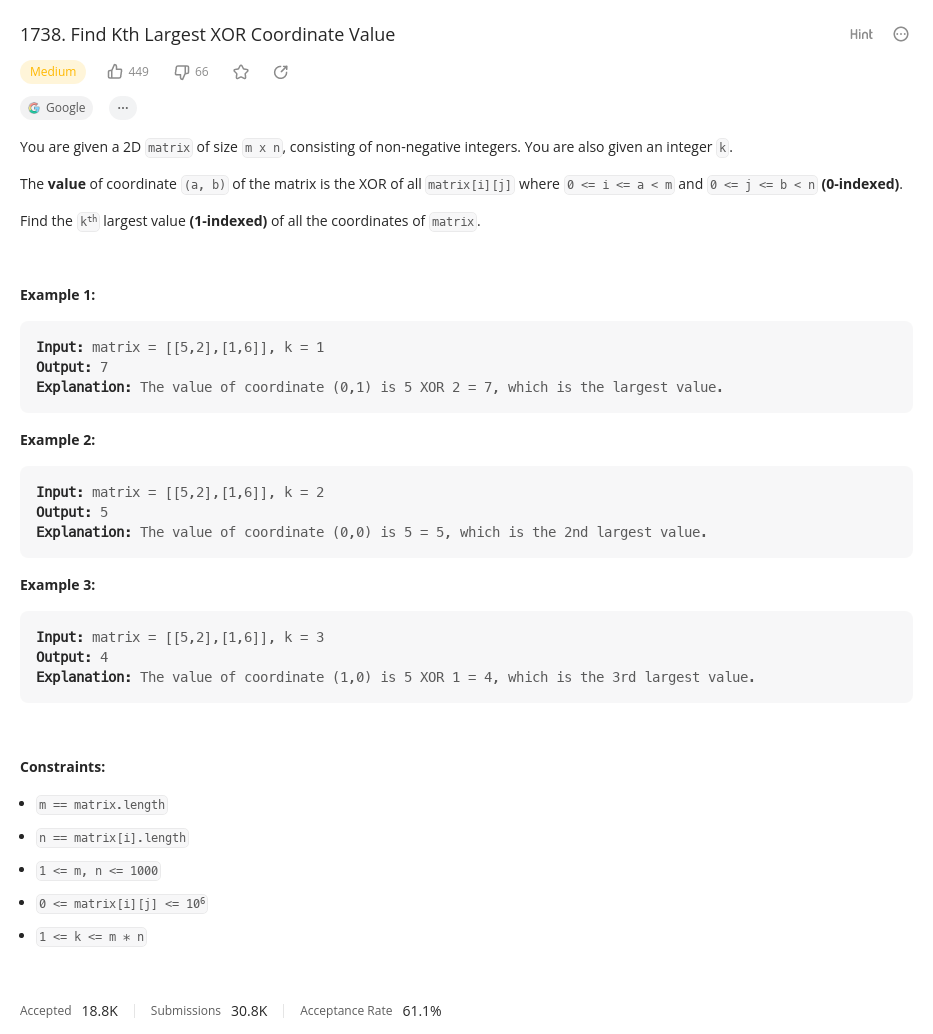 1738. Find Kth Largest XOR Coordinate Value
Hint
Medium 449 66
Google ...
You are given a 2D matrix of size m x n, consisting of non-negative integers. You are also given an integer k.
The value of coordinate (a, b) of the matrix is the XOR of all matrix[i][j] where 0 <= i <= a < m and 0 <= j <= b < n (0-indexed).
Find the kth largest value (1-indexed) of all the coordinates of matrix.
Example 1:
Input: matrix = [[5,2],[1,6]], k = 1
Output: 7
Explanation: The value of coordinate (0,1) is 5 XOR 2 = 7, which is the largest value.
Example 2:
Input: matrix = [[5,2],[1,6]], k = 2
Output: 5
Explanation: The value of coordinate (0,0) is 5 = 5, which is the 2nd largest value.
Example 3:
Input: matrix = [[5,2],[1,6]], k = 3
Output: 4
Explanation: The value of coordinate (1,0) is 5 XOR 1 = 4, which is the 3rd largest value.
Constraints:
• m == matrix.length
• n == matrix[i].length
• 1 <= m, n <= 1000
• 0 <= matrix[i][j] <= 10⁶
• 1 <= k <= m * n
Accepted 18.8K Submissions 30.8K Acceptance Rate 61.1%